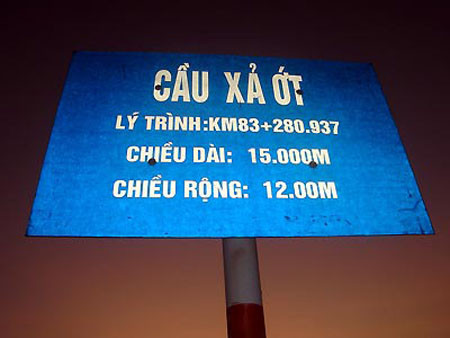 CẦU XẢ ỚT
LÝ TRÌNH:KM83+280.937
CHIỀU DÀI: 15.000M
CHIỀU RỘNG: 12.00M